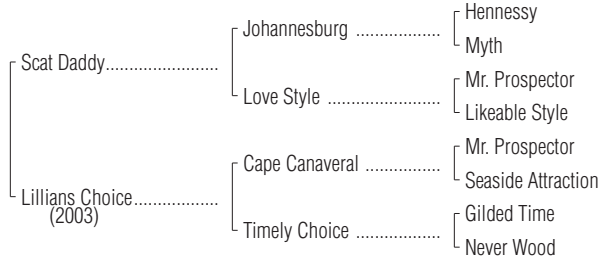 Hennessy
Johannesburg ....................
Myth
Scat Daddy.........................
Mr. Prospector
Love Style ...........................
Likeable Style
Mr. Prospector
Cape Canaveral ..................
Seaside Attraction
Lillians Choice...................
(2003)
Gilded Time
Timely Choice .....................
Never Wood